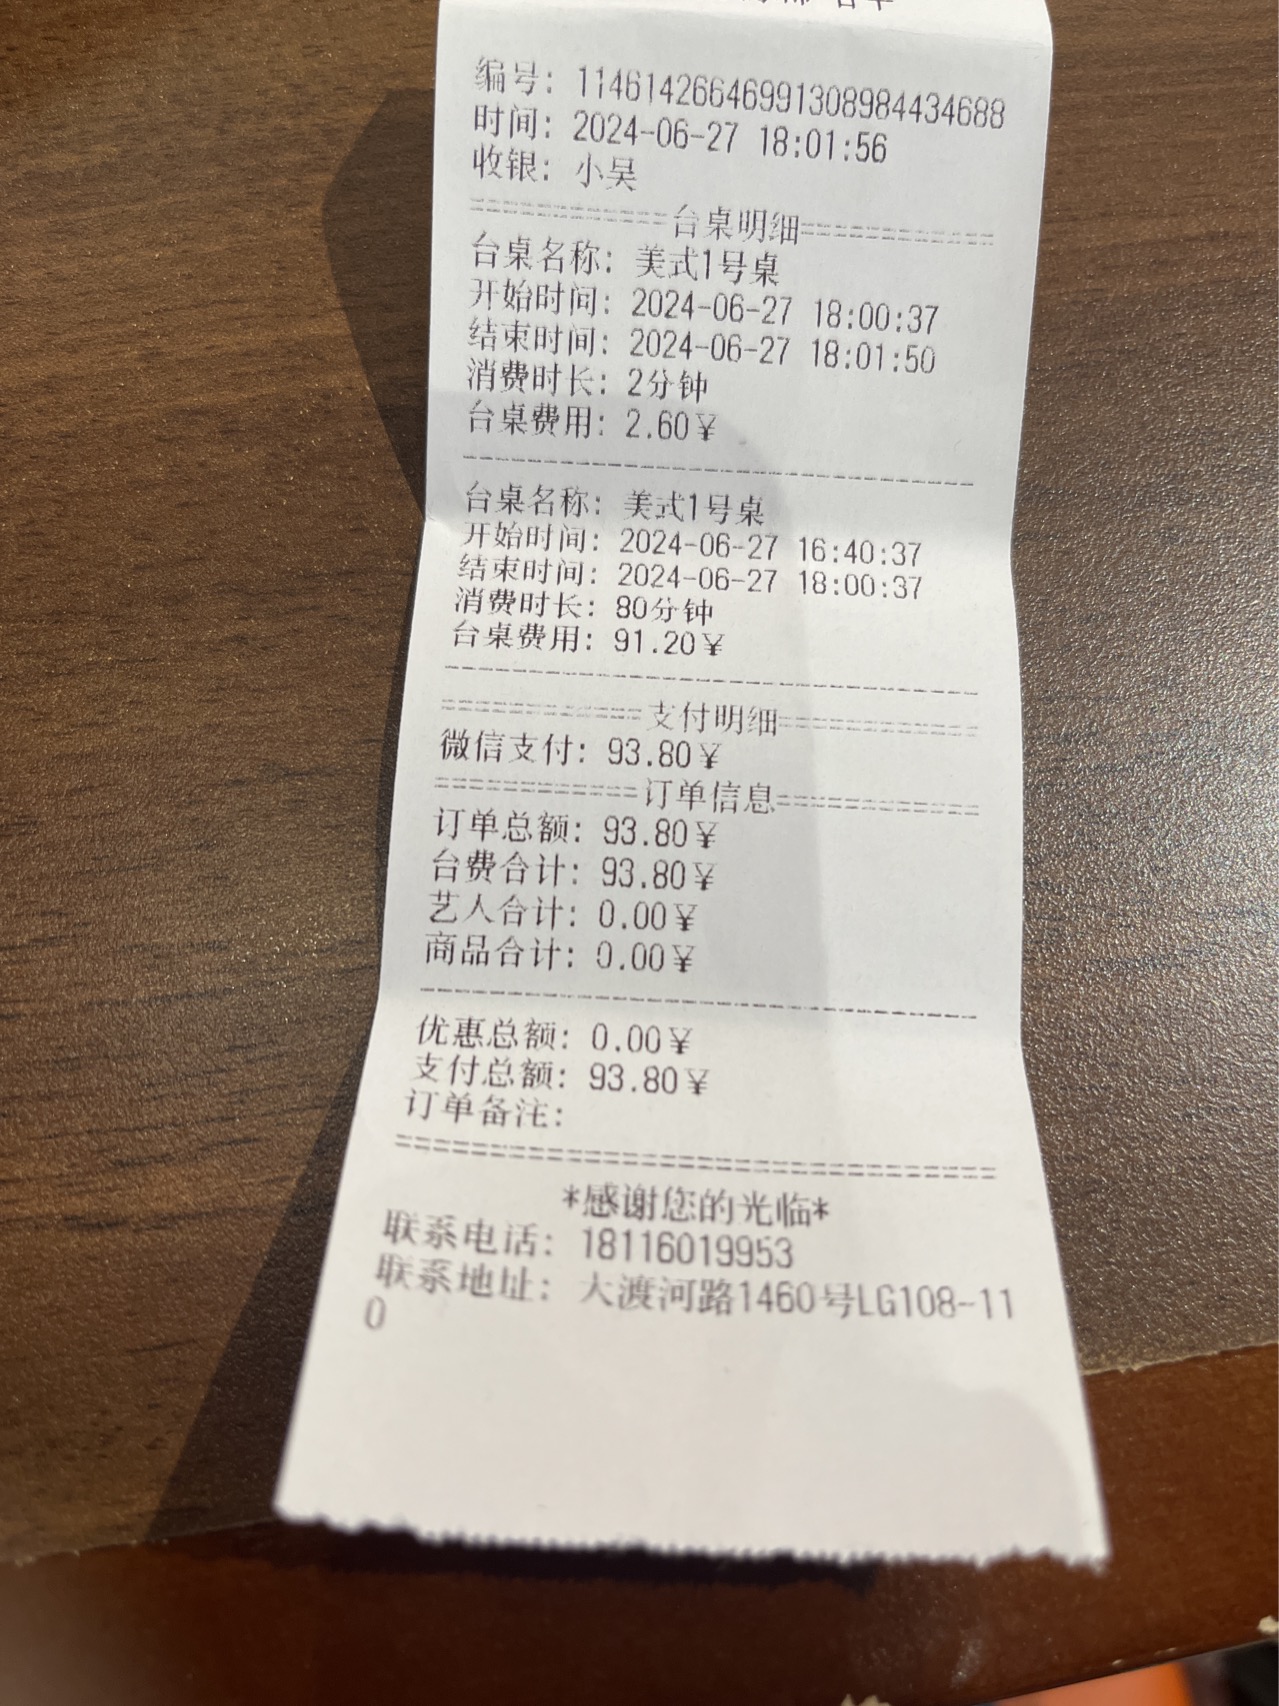 编号: 1146142664699130898443​4688
时间: 2024-06-27 18:01:56
收银: 小吴
============台桌明细============
台桌名称: 美式1号桌
开始时间: 2024-06-27 18:00:37
结束时间: 2024-06-27 18:01:50
消费时长: 2分钟
台桌费用: 2.60¥
--------------------------------
台桌名称: 美式1号桌
开始时间: 2024-06-27 16:40:37
结束时间: 2024-06-27 18:00:37
消费时长: 80分钟
台桌费用: 91.20¥
--------------------------------
============支付明细============
微信支付: 93.80¥
============订单信息============
订单总额: 93.80¥
台费合计: 93.80¥
艺人合计: 0.00¥
商品合计: 0.00¥
--------------------------------
优惠总额: 0.00¥
支付总额: 93.80¥
订单备注:
================================
*感谢您的光临*
联系电话: 18116019953
联系地址: 大渡河路1460号LG108-11
0